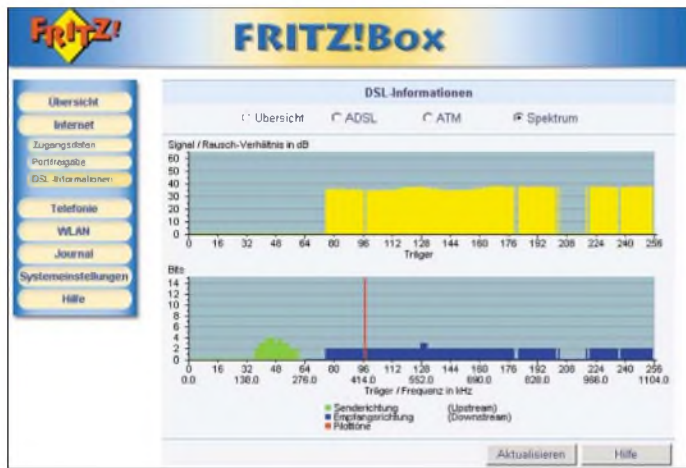 FRITZ!
FRITZ!Box
DSL-Informationen
Übersicht ADSL ATM Spektrum
Übersicht
Internet
Zugangsdaten
Portfreigabe
DSL-Informationen
Telefonie
WLAN
Journal
Systemeinstellungen
Hilfe
Signal / Rausch-Verhältnis in dB
60
50
40
30
20
10
0
0 16 32 48 64 80 96 112 128 144 160 176 192 208 224 240 256
Träger
Bits
14
12
10
8
6
4
2
0
0 16 32 48 64 80 96 112 128 144 160 176 192 208 224 240 256
0.0 138.0 276.0 414.0 552.0 690.0 828.0 966.0 1104.0
Träger / Frequenz in kHz
Senderichtung (Upstream)
Empfangsrichtung (Downstream)
Pilottöne
Aktualisieren Hilfe